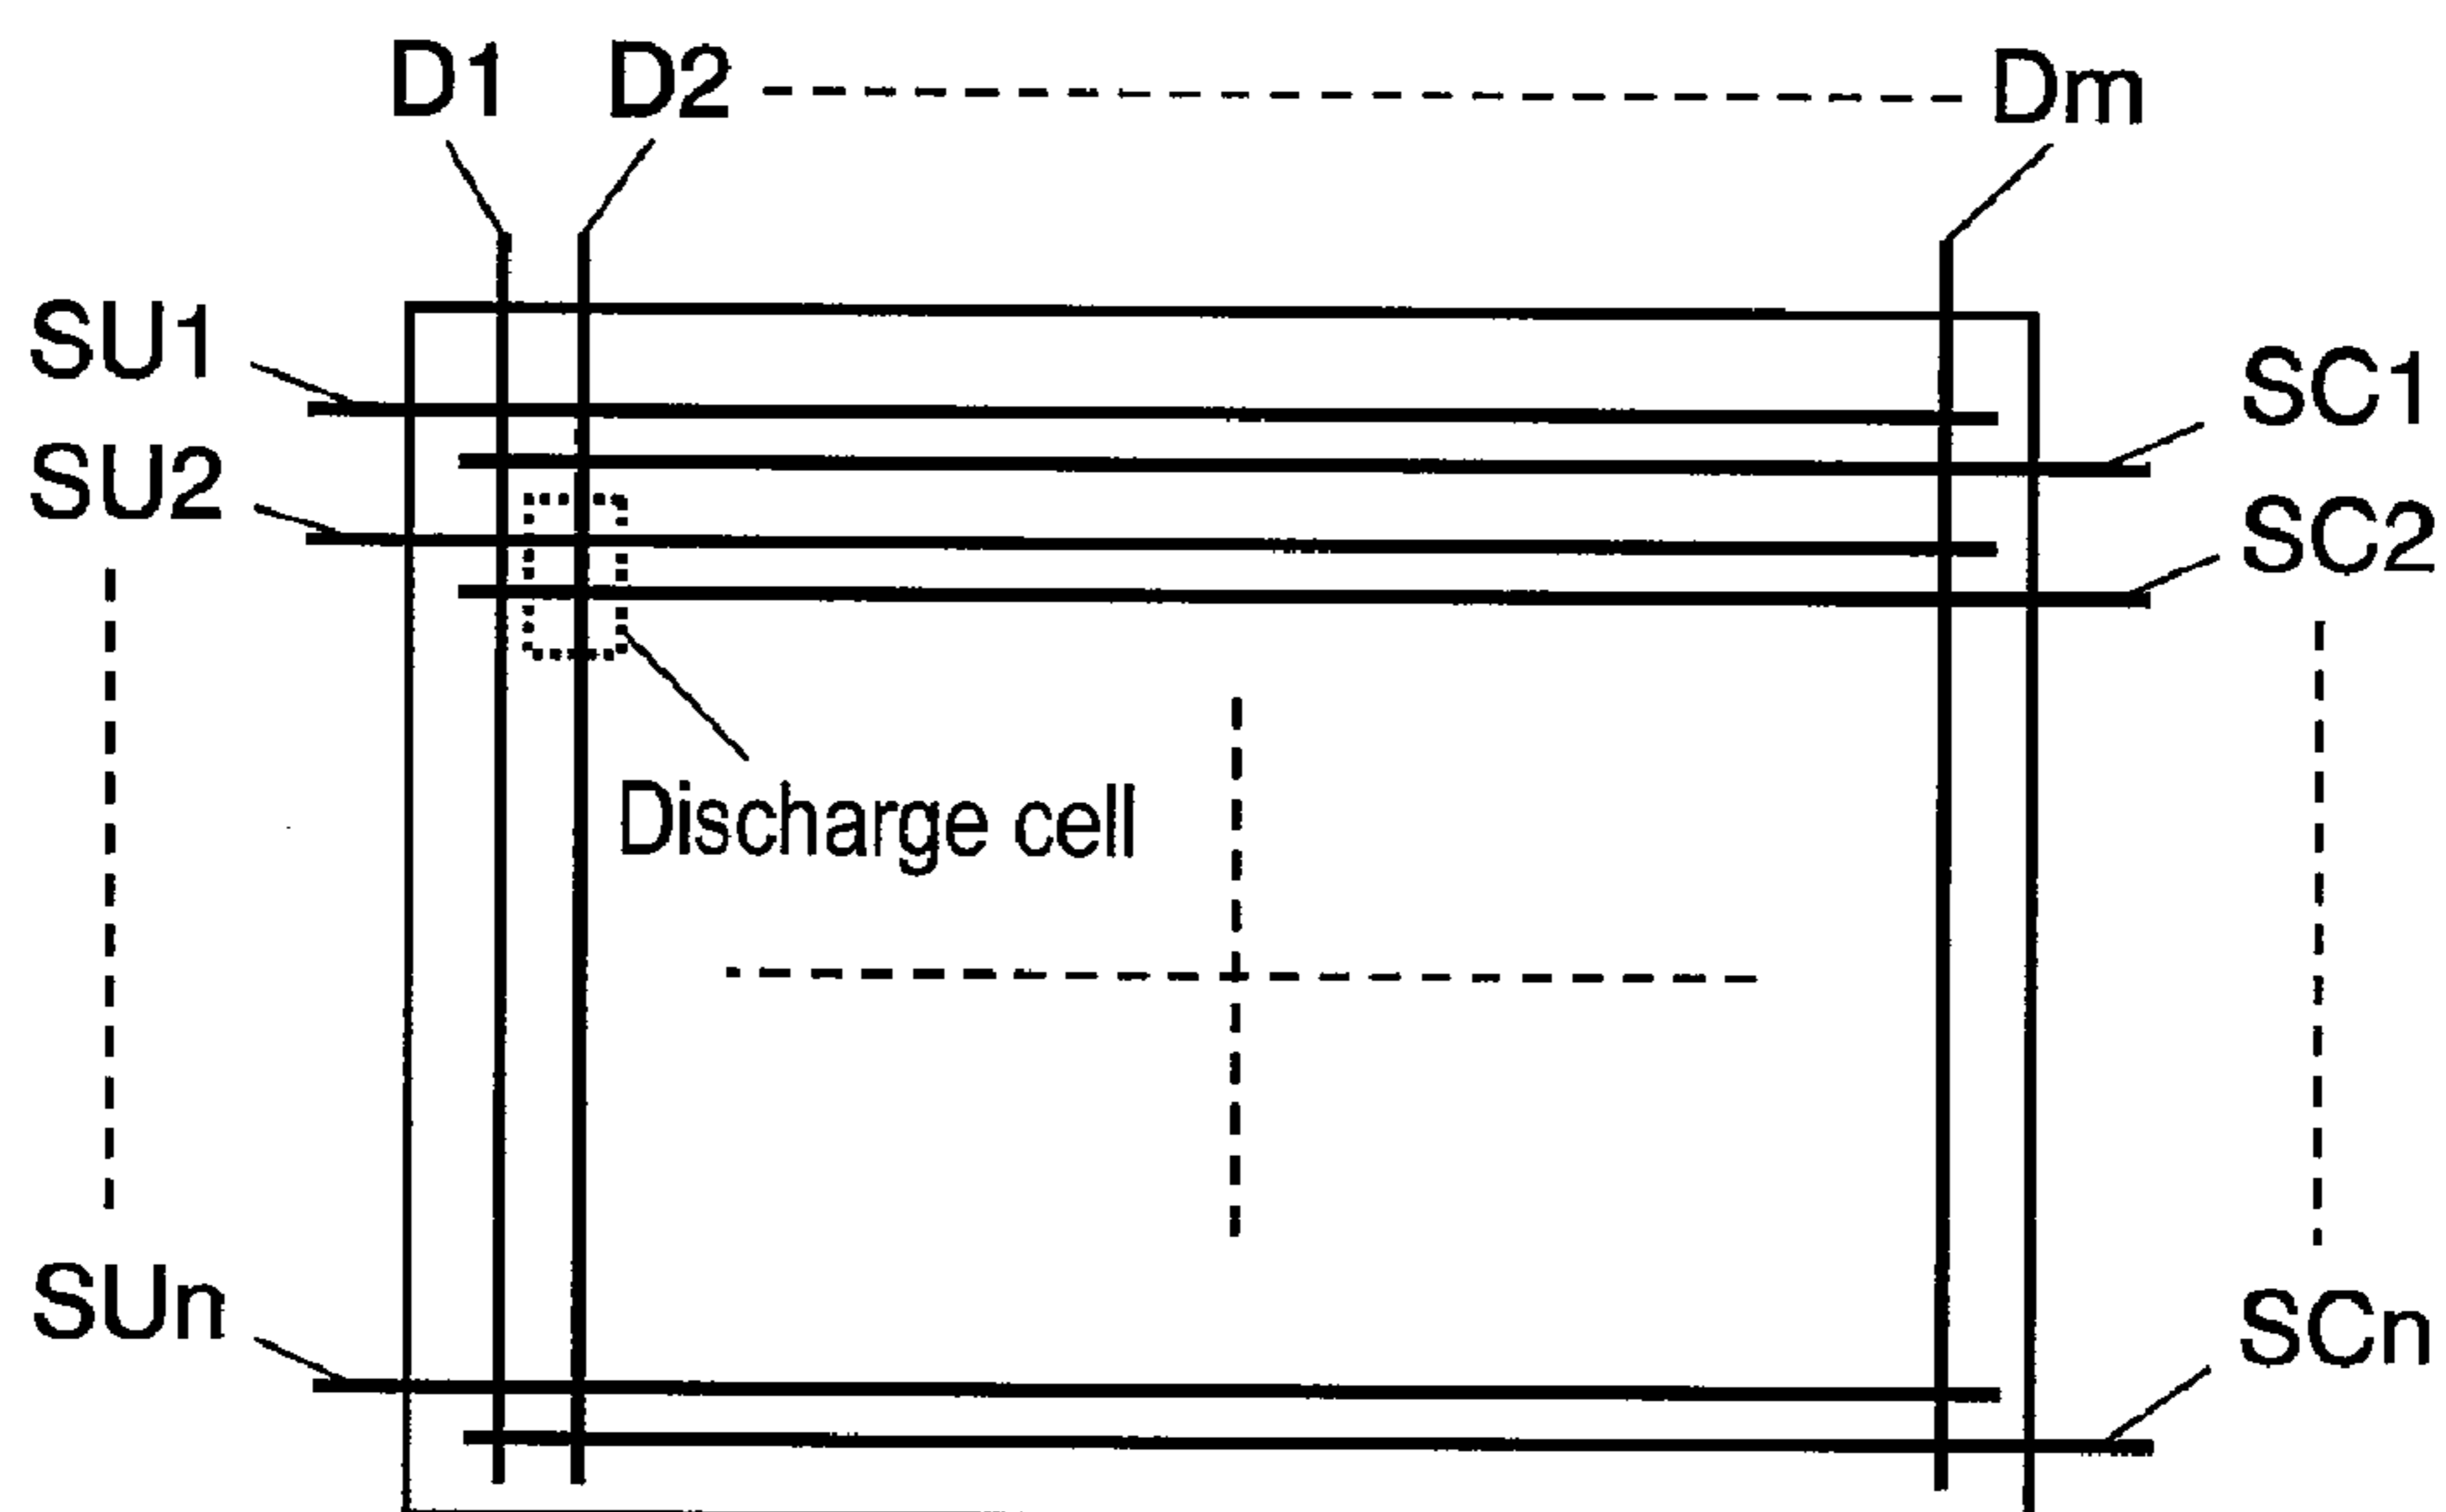 D1 D2 Dm
SU1
SC1
SU2
SC2
Discharge cell
SUn
SCn